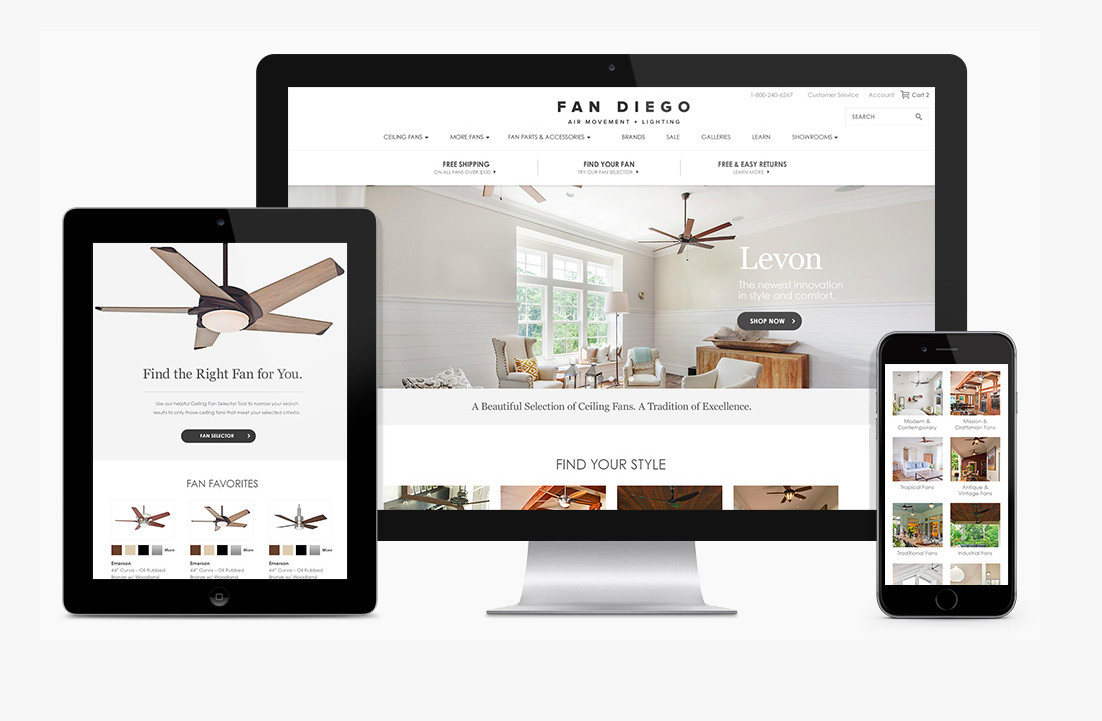 1-800-240-6267 Customer Service Account Cart 2
FAN DIEGO
AIR MOVEMENT + LIGHTING
SEARCH
CEILING FANS MORE FANS FAN PARTS & ACCESSORIES BRANDS SALE GALLERIES LEARN SHOWROOMS
FREE SHIPPING
ON ALL FANS OVER $100
FIND YOUR FAN
TRY OUR FAN SELECTOR
FREE & EASY RETURNS
LEARN MORE
Levon
The newest innovation
in style and comfort.
SHOP NOW
A Beautiful Selection of Ceiling Fans. A Tradition of Excellence.
FIND YOUR STYLE
Find the Right Fan for You.
Use our helpful Ceiling Fan Selector Tool to narrow your search
results to only those ceiling fans that meet your selected criteria.
FAN SELECTOR
FAN FAVORITES
More More More
Emerson Emerson Emerson
44" Curva – Oil Rubbed 44" Curva – Oil Rubbed 44" Curva – Oil Rubbed
Bronze w/ Woodland Bronze w/ Woodland Bronze w/ Woodland
Modern &
Contemporary
Mission &
Craftsman Fans
Tropical Fans
Antique &
Vintage Fans
Traditional Fans
Industrial Fans